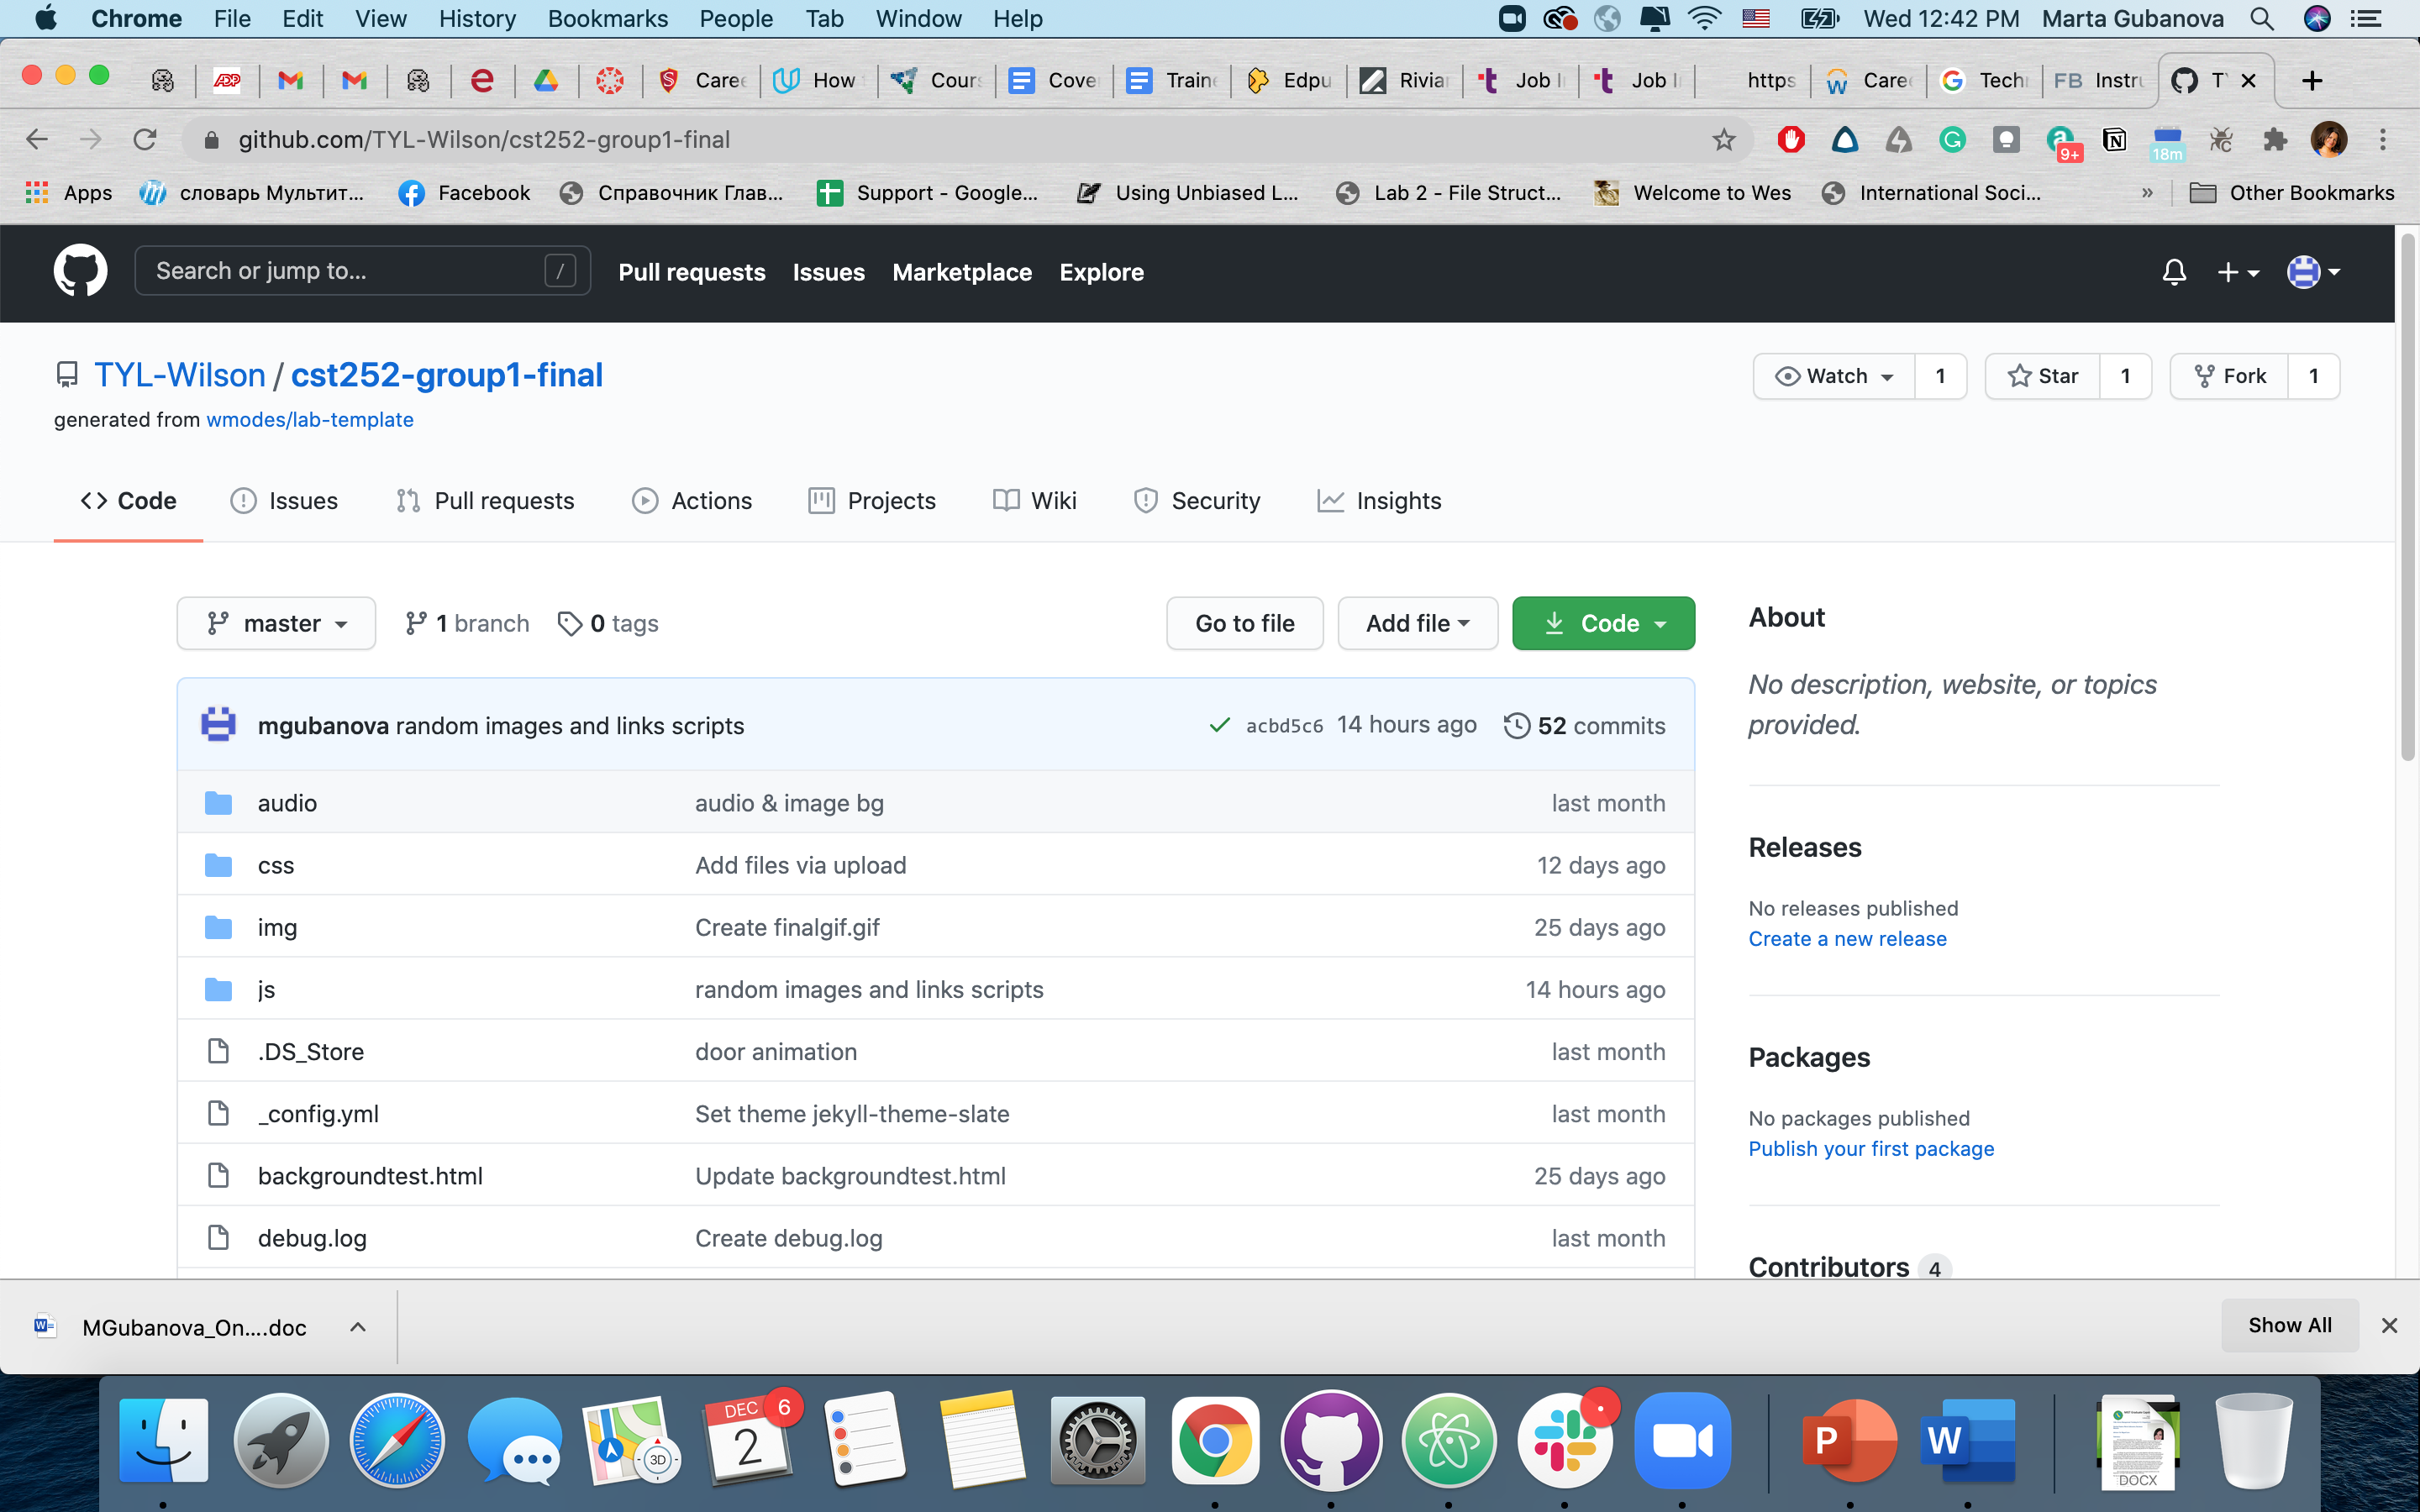 Chrome File Edit View History Bookmarks People Tab Window Help Wed 12:42 PM Marta Gubanova
ADP Caree How Cours Cove Traine Edpu Rivian Job Job https Caree Techn FB Instru
github.com/TYL-Wilson/cst252-group1-final 9+ 18m
Apps словарь Мультит... Facebook Справочник Глав... Support - Google... Using Unbiased L... Lab 2 - File Struct... Welcome to Wes International Soci... » Other Bookmarks
Search or jump to... / Pull requests Issues Marketplace Explore
TYL-Wilson / cst252-group1-final Watch 1 Star 1 Fork 1
generated from wmodes/lab-template
Code Issues Pull requests Actions Projects Wiki Security Insights
master 1 branch 0 tags Go to file Add file Code
mgubanova random images and links scripts acbd5c6 14 hours ago 52 commits
audio audio & image bg last month
css Add files via upload 12 days ago
img Create finalgif.gif 25 days ago
js random images and links scripts 14 hours ago
.DS_Store door animation last month
_config.yml Set theme jekyll-theme-slate last month
backgroundtest.html Update backgroundtest.html 25 days ago
debug.log Create debug.log last month
About
No description, website, or topics
provided.
Releases
No releases published
Create a new release
Packages
No packages published
Publish your first package
Contributors 4
MGubanova_On....doc Show All
DEC 6
2
3D
P W DOCX